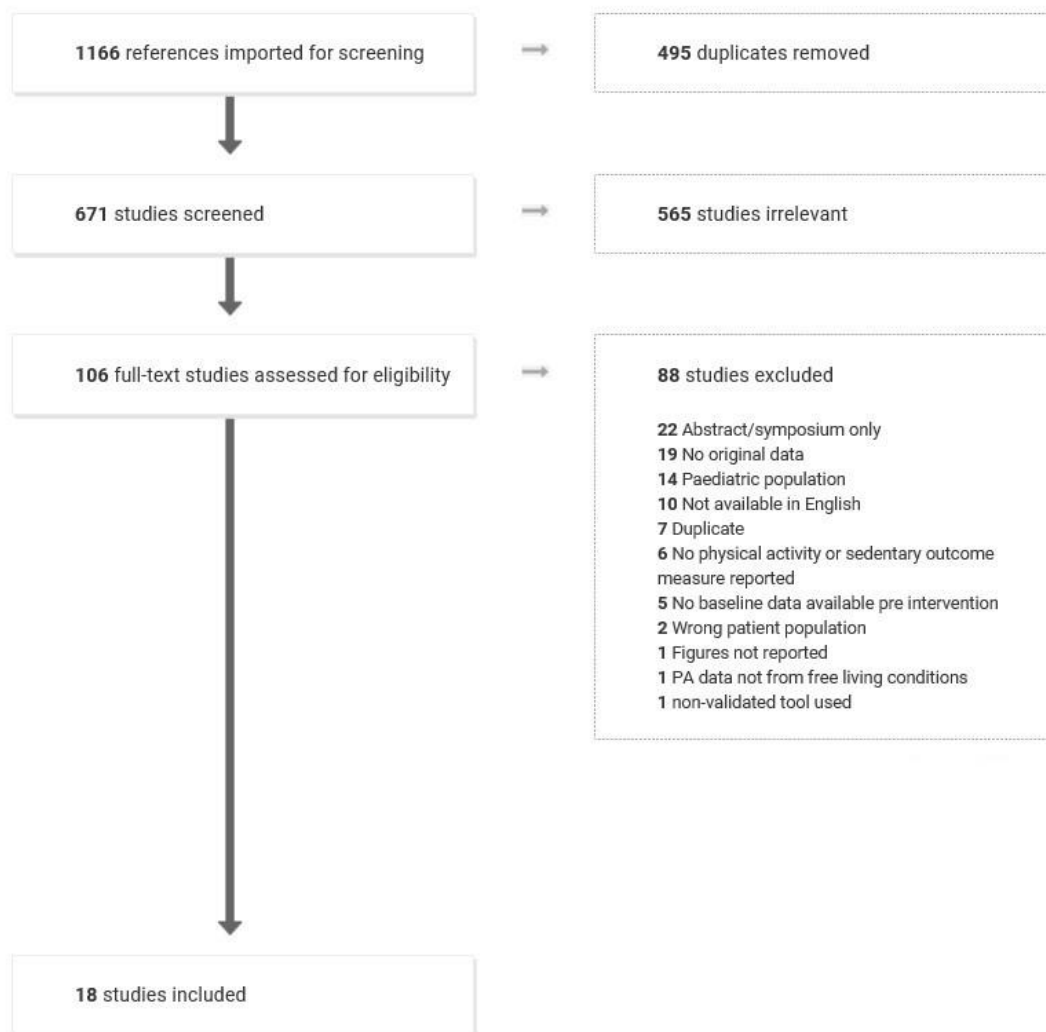 1166 references imported for screening
495 duplicates removed
671 studies screened
565 studies irrelevant
106 full-text studies assessed for eligibility
88 studies excluded
22 Abstract/symposium only
19 No original data
14 Paediatric population
10 Not available in English
7 Duplicate
6 No physical activity or sedentary outcome
measure reported
5 No baseline data available pre intervention
2 Wrong patient population
1 Figures not reported
1 PA data not from free living conditions
1 non-validated tool used
18 studies included